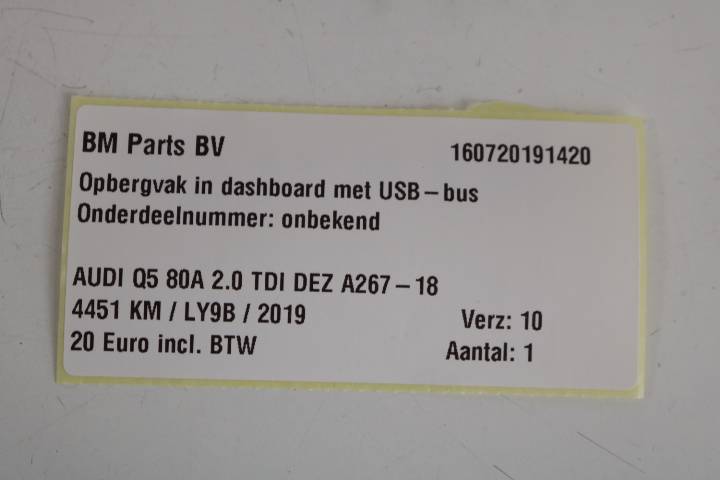 BM Parts BV 160720191420
Opbergvak in dashboard met USB-bus
Onderdeelnummer: onbekend
AUDI Q5 80A 2.0 TDI DEZ A267-18
4451 KM / LY9B / 2019 Verz: 10
20 Euro incl. BTW Aantal: 1